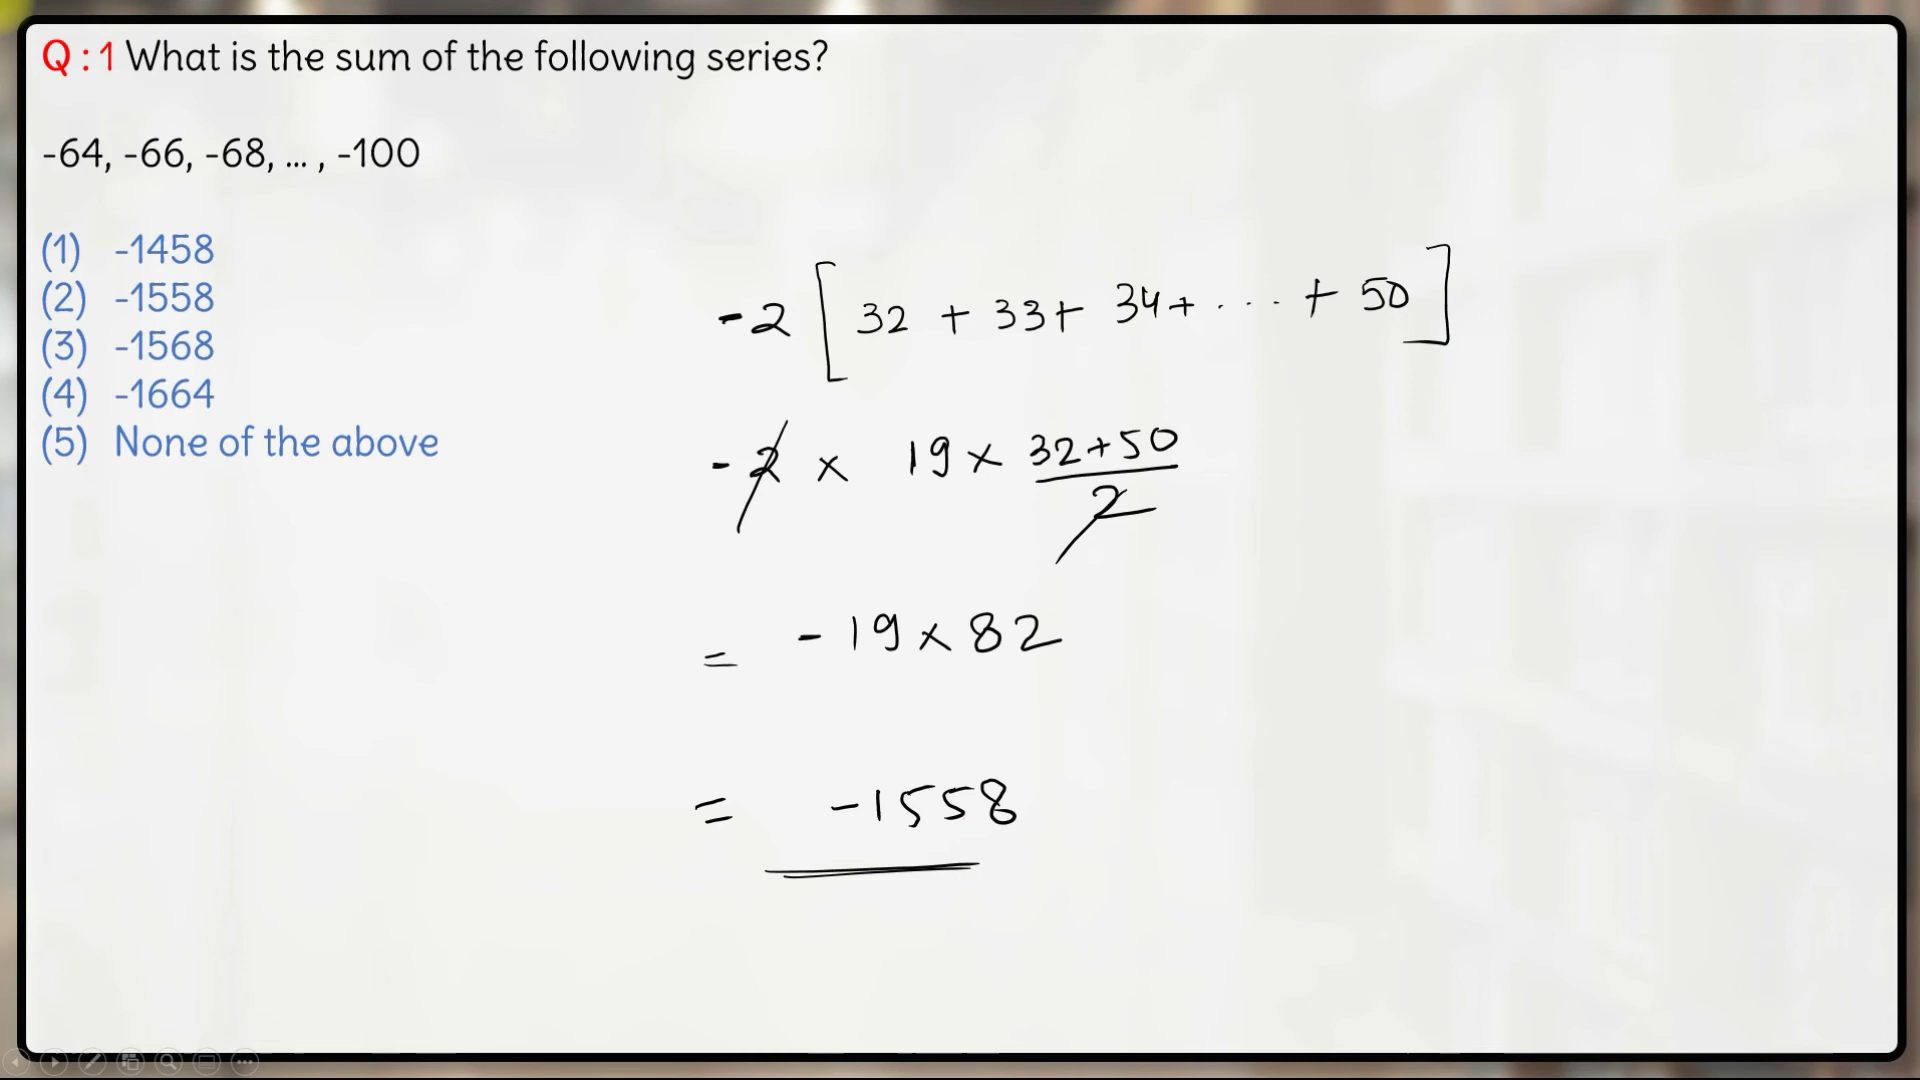 Q : 1 What is the sum of the following series?
-64, -66, -68, ... , -100
(1) -1458
(2) -1558
(3) -1568
(4) -1664
(5) None of the above
-2 [ 32 + 33+ 34+ ... + 50 ]
-2 x 19 x 32+50
2
= -19 x 82
= -1558